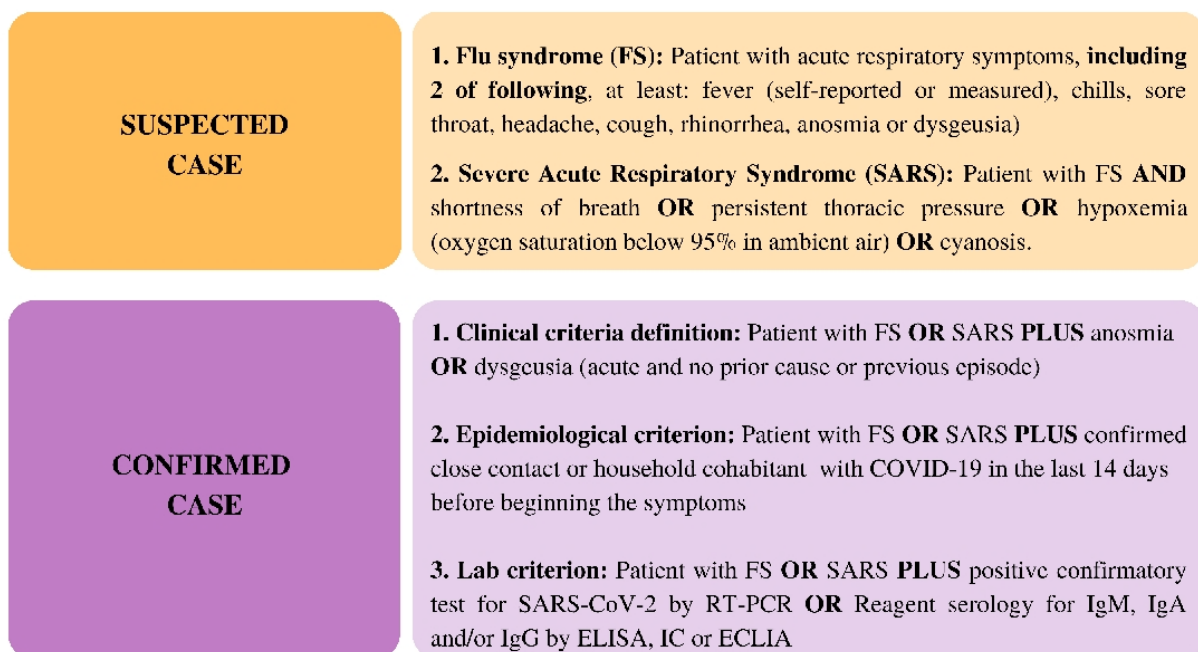 SUSPECTED
CASE
1. Flu syndrome (FS): Patient with acute respiratory symptoms, including
2 of following, at least: fever (self-reported or measured), chills, sore
throat, headache, cough, rhinorrhea, anosmia or dysgeusia)
2. Severe Acute Respiratory Syndrome (SARS): Patient with FS AND
shortness of breath OR persistent thoracic pressure OR hypoxemia
(oxygen saturation below 95% in ambient air) OR cyanosis.
CONFIRMED
CASE
1. Clinical criteria definition: Patient with FS OR SARS PLUS anosmia
OR dysgeusia (acute and no prior cause or previous episode)
2. Epidemiological criterion: Patient with FS OR SARS PLUS confirmed
close contact or household cohabitant with COVID-19 in the last 14 days
before beginning the symptoms
3. Lab criterion: Patient with FS OR SARS PLUS positive confirmatory
test for SARS-CoV-2 by RT-PCR OR Reagent serology for IgM, IgA
and/or IgG by ELISA, IC or ECLIA